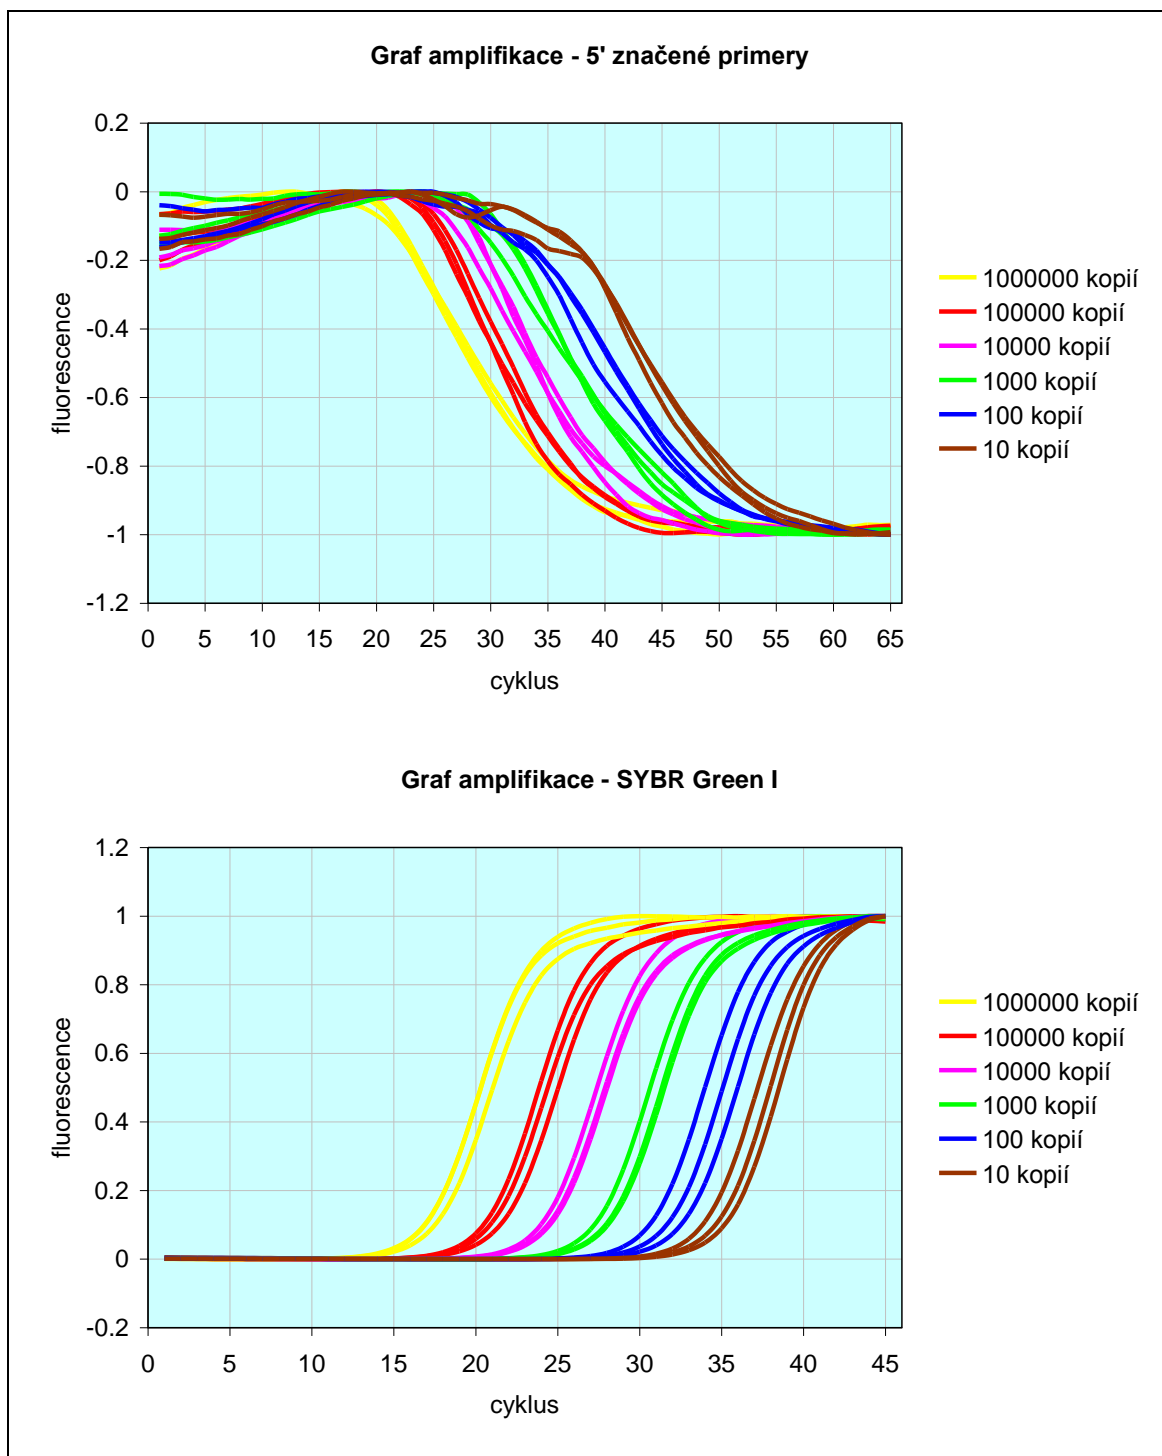 Graf amplifikace - 5' značené primery
0.2
0
-0.2
-0.4
-0.6
-0.8
-1
-1.2
fluorescence
0 5 10 15 20 25 30 35 40 45 50 55 60 65
cyklus
1000000 kopií
100000 kopií
10000 kopií
1000 kopií
100 kopií
10 kopií
Graf amplifikace - SYBR Green I
1.2
1
0.8
0.6
0.4
0.2
0
-0.2
fluorescence
0 5 10 15 20 25 30 35 40 45
cyklus
1000000 kopií
100000 kopií
10000 kopií
1000 kopií
100 kopií
10 kopií